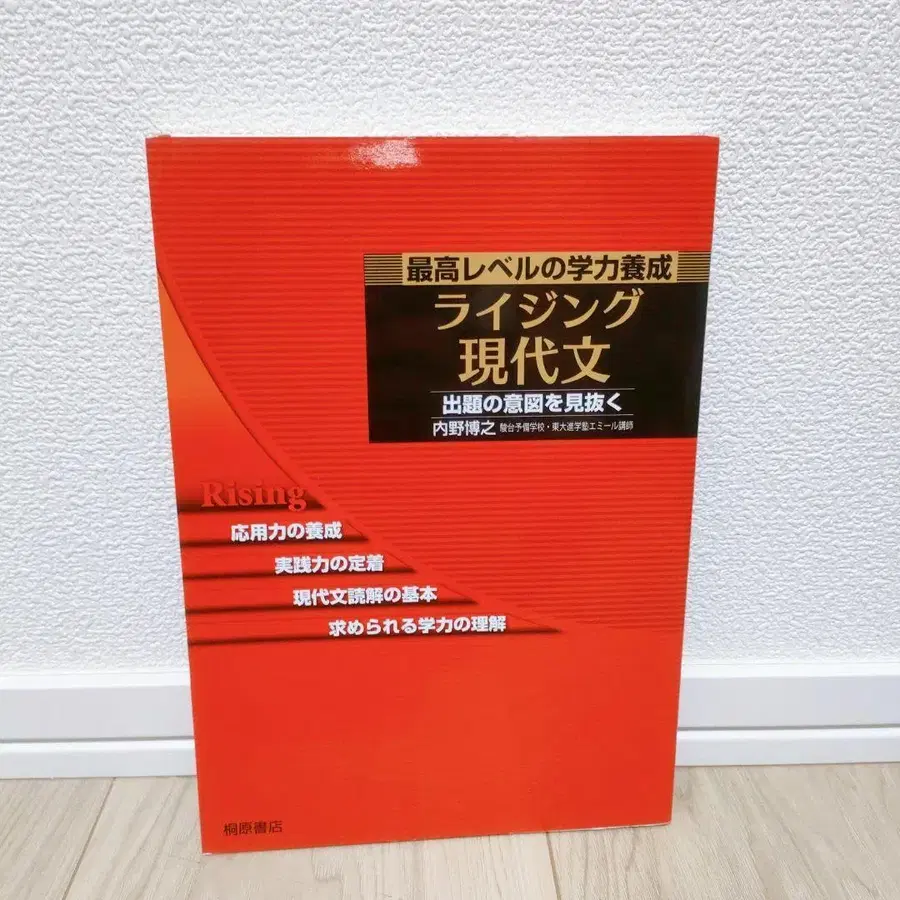 最高レベルの学力養成
ライジング
現代文
出題の意図を見抜く
内野博之 駿台予備学校・東大進学塾エミール講師
Rising
応用力の養成
実践力の定着
現代文読解の基本
求められる学力の理解
桐原書店